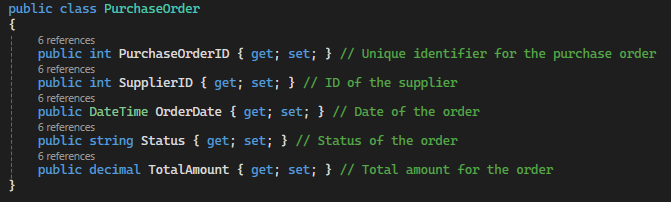 public class PurchaseOrder
{
6 references
public int PurchaseOrderID { get; set; } // Unique identifier for the purchase order
6 references
public int SupplierID { get; set; } // ID of the supplier
6 references
public DateTime OrderDate { get; set; } // Date of the order
6 references
public string Status { get; set; } // Status of the order
6 references
public decimal TotalAmount { get; set; } // Total amount for the order
}